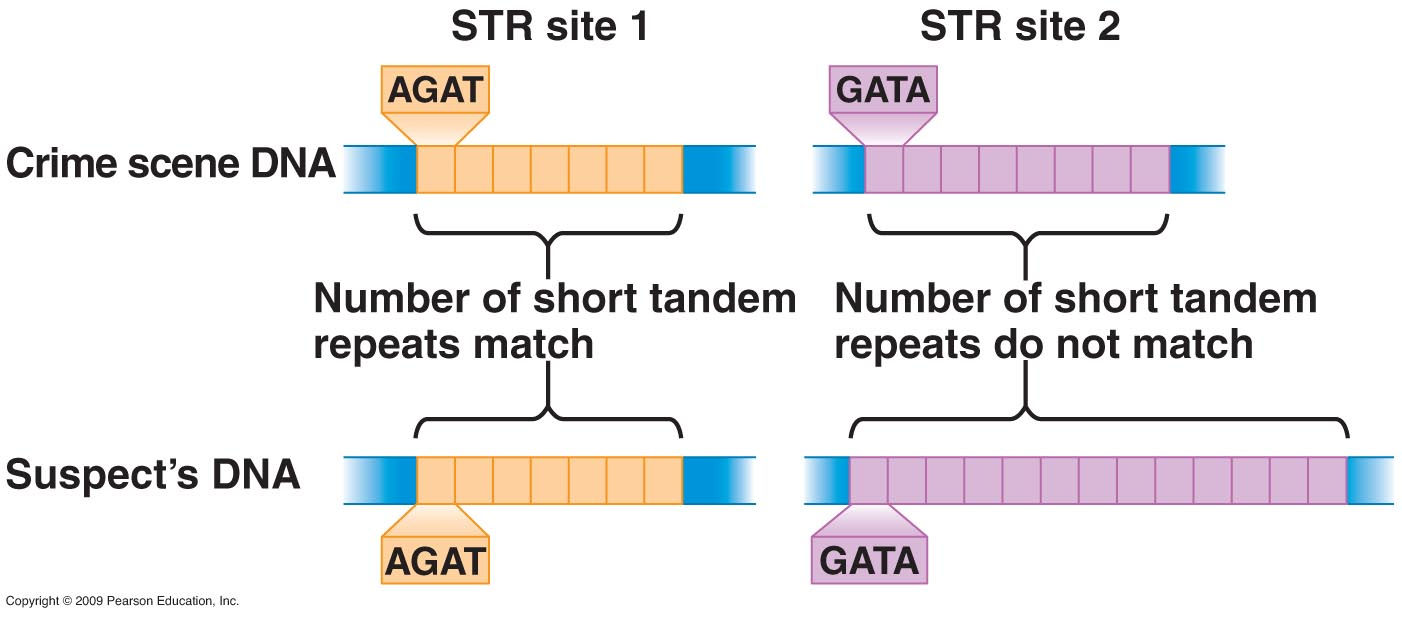 STR site 1
STR site 2
AGAT
GATA
Crime scene DNA
Number of short tandem
repeats match
Number of short tandem
repeats do not match
Suspect’s DNA
AGAT
GATA
Copyright © 2009 Pearson Education, Inc.